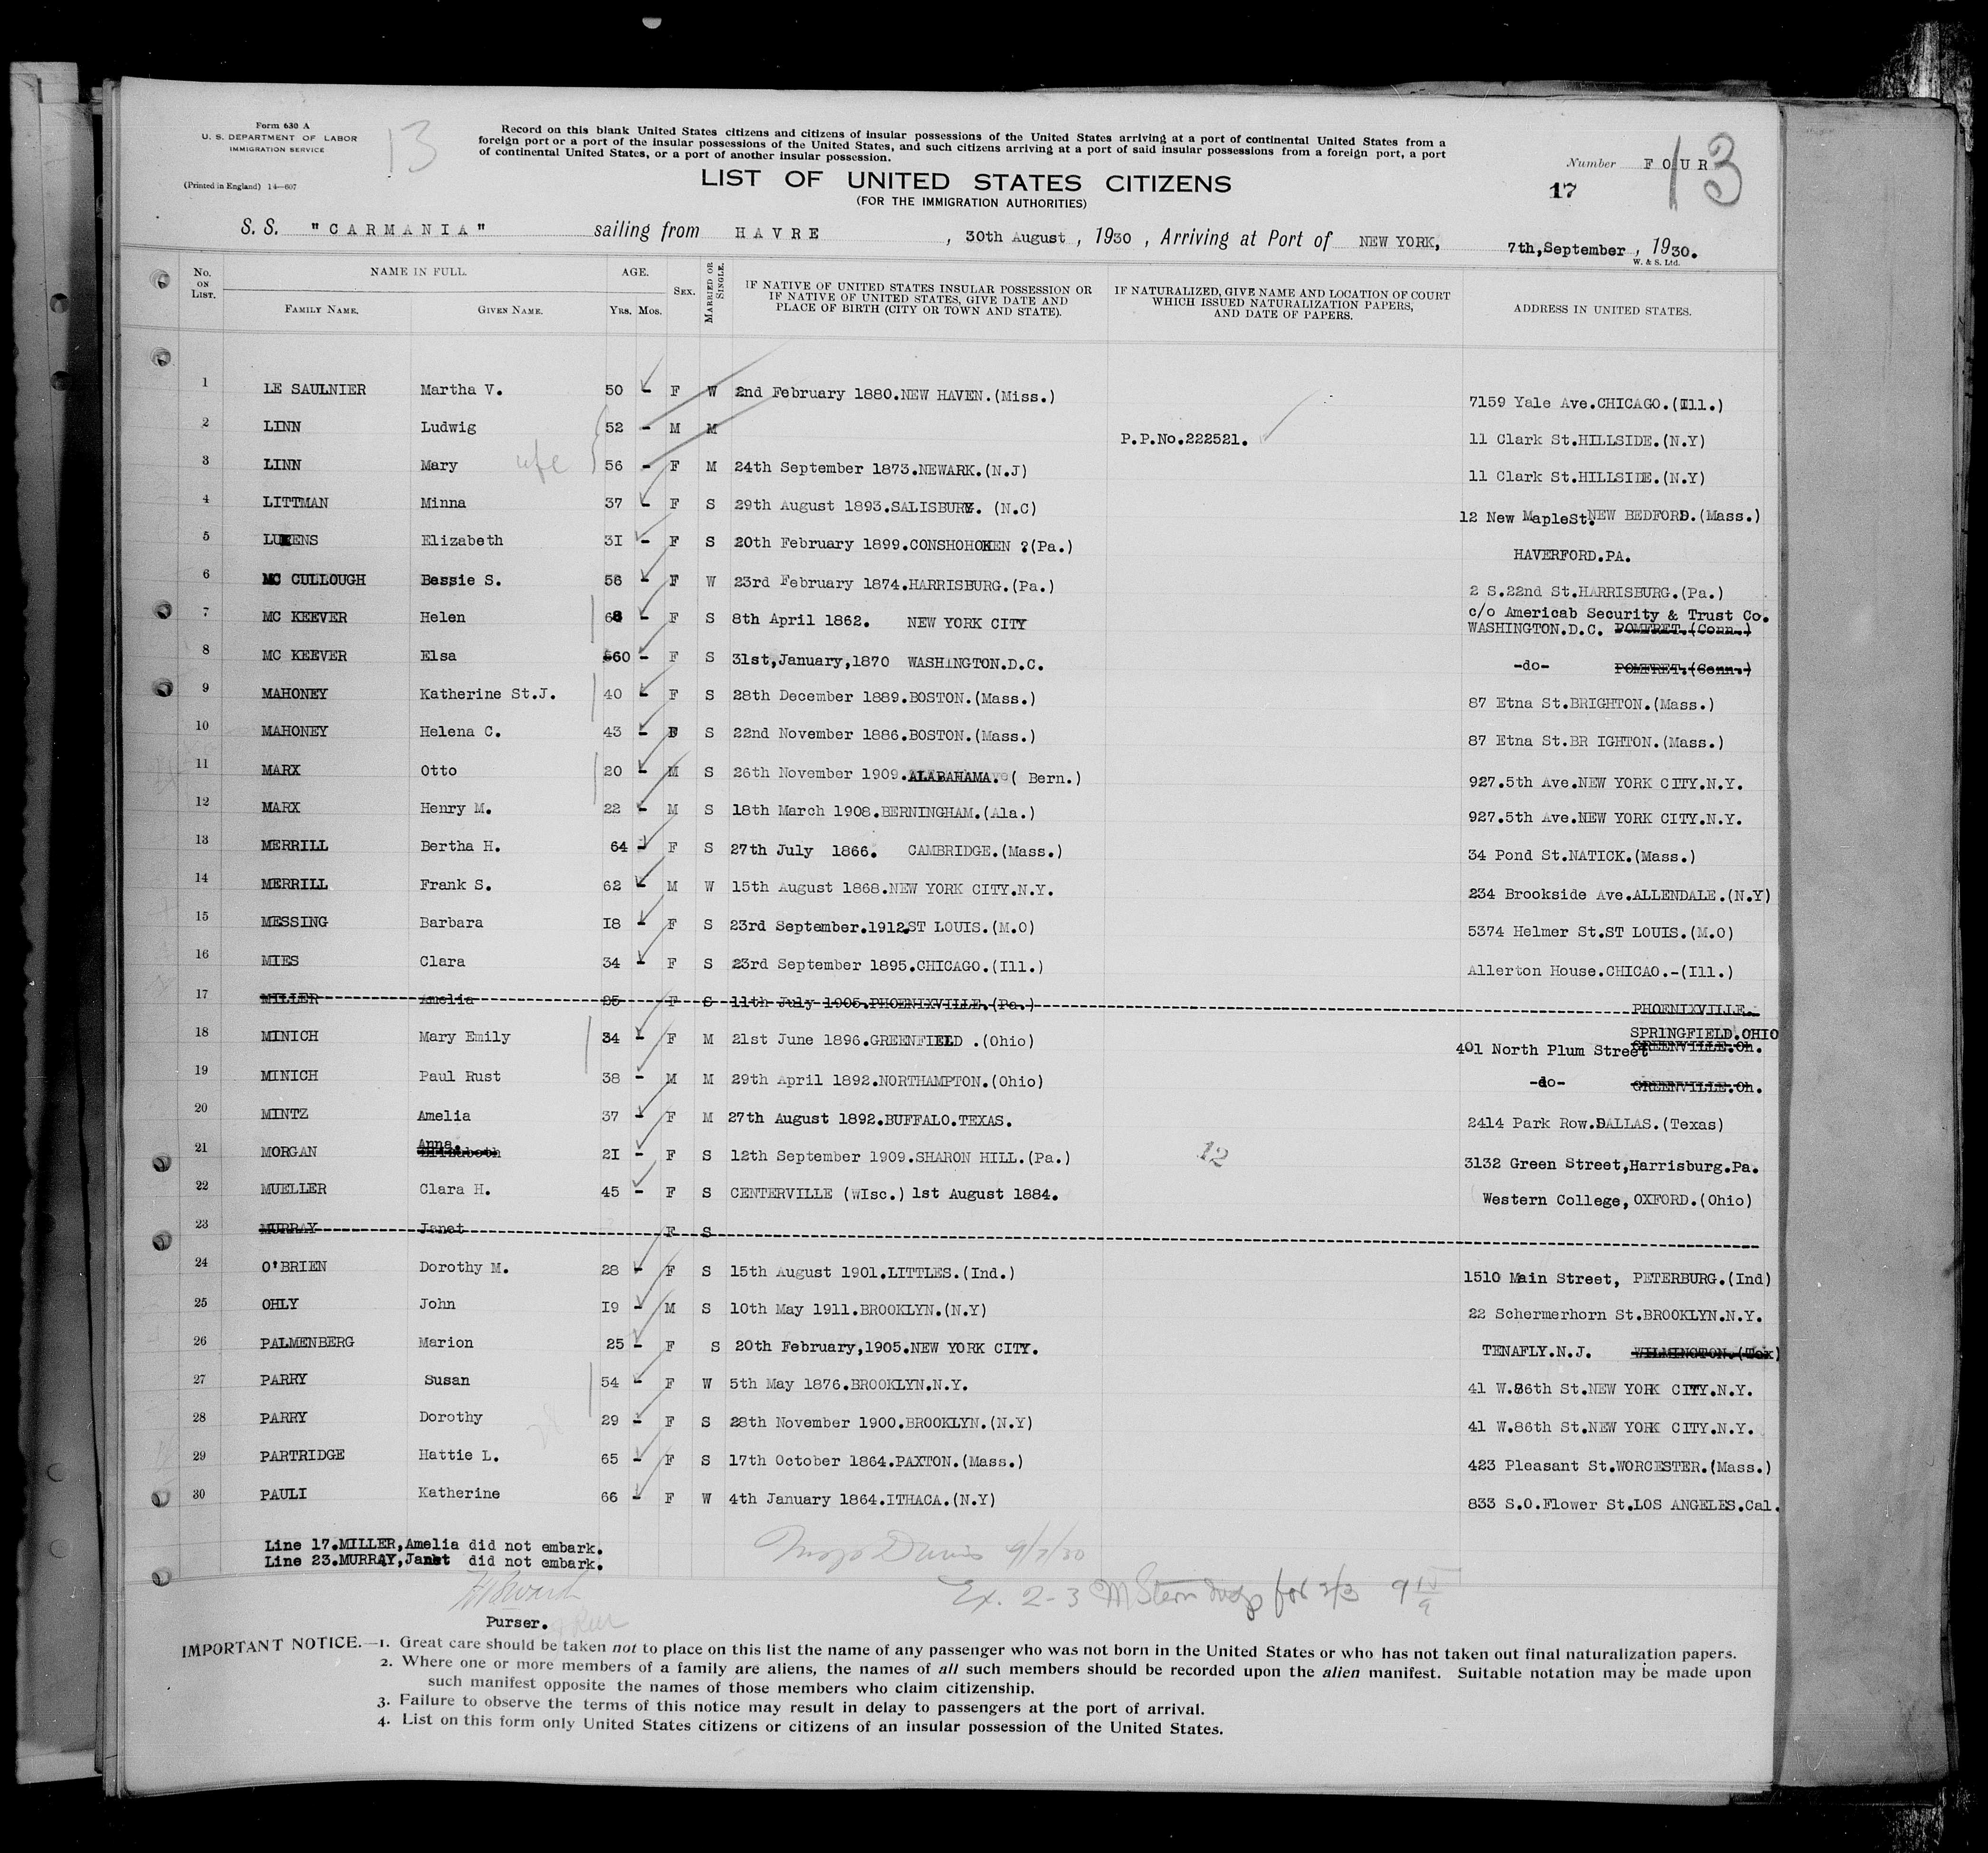 Form 630 A
U. S. DEPARTMENT OF LABOR
IMMIGRATION SERVICE
(Printed in England) 14-607
13
Record on this blank United States citizens and citizens of insular possessions of the United States arriving at a port of continental United States from a
foreign port or a port of the insular possessions of the United States, and such citizens arriving at a port of said insular possessions from a foreign port, a port
of continental United States, or a port of another insular possession.
LIST OF UNITED STATES CITIZENS
(FOR THE IMMIGRATION AUTHORITIES)
Number FOUR
17
13
S. S. "CARMANIA" sailing from HAVRE , 30th August , 1930 , Arriving at Port of NEW YORK, 7th,September , 1930.
W. & S. Ltd.
No. ON LIST. NAME IN FULL. AGE. SEX. MARRIED OR SINGLE. IF NATIVE OF UNITED STATES INSULAR POSSESSION OR IF NATIVE OF UNITED STATES, GIVE DATE AND PLACE OF BIRTH (CITY OR TOWN AND STATE). IF NATURALIZED, GIVE NAME AND LOCATION OF COURT WHICH ISSUED NATURALIZATION PAPERS, AND DATE OF PAPERS. ADDRESS IN UNITED STATES.
FAMILY NAME. GIVEN NAME. YRS. MOS.
1 LE SAULNIER Martha V. 50 - F W 2nd February 1880.NEW HAVEN.(Miss.) 7159 Yale Ave.CHICAGO.(Ill.)
2 LINN Ludwig 52 - M M P.P.No.222521. 11 Clark St.HILLSIDE.(N.Y)
3 LINN Mary wfe 56 - F M 24th September 1873.NEWARK.(N.J) 11 Clark St.HILLSIDE.(N.Y)
4 LITTMAN Minna 37 - F S 29th August 1893.SALISBURY. (N.C) 12 New MapleSt.NEW BEDFORD.(Mass.)
5 LUKENS Elizabeth 31 - F S 20th February 1899.CONSHOHOKEN ?(Pa.) HAVERFORD.PA.
6 MC CULLOUGH Bessie S. 56 - F W 23rd February 1874.HARRISBURG.(Pa.) 2 S.22nd St.HARRISBURG.(Pa.)
7 MC KEEVER Helen 68 - F S 8th April 1862. NEW YORK CITY c/o Americab Security & Trust Co.
WASHINGTON.D.C. POMFRET.(Conn.)
8 MC KEEVER Elsa 60 - F S 31st,January,1870 WASHINGTON.D.C. -do- POMFRET.(Conn.)
9 MAHONEY Katherine St.J. 40 - F S 28th December 1889.BOSTON.(Mass.) 87 Etna St.BRIGHTON.(Mass.)
10 MAHONEY Helena C. 43 - F S 22nd November 1886.BOSTON.(Mass.) 87 Etna St.BR IGHTON.(Mass.)
11 MARX Otto 20 - M S 26th November 1909.ALABAHAMA. ( Bern.) 927.5th Ave.NEW YORK CITY.N.Y.
12 MARX Henry M. 22 - M S 18th March 1908.BERNINGHAM.(Ala.) 927.5th Ave.NEW YORK CITY.N.Y.
13 MERRILL Bertha H. 64 - F S 27th July 1866. CAMBRIDGE.(Mass.) 34 Pond St.NATICK.(Mass.)
14 MERRILL Frank S. 62 - M W 15th August 1868.NEW YORK CITY.N.Y. 234 Brookside Ave.ALLENDALE.(N.Y)
15 MESSING Barbara 18 - F S 23rd September.1912.ST LOUIS.(M.O) 5374 Helmer St.ST LOUIS.(M.O)
16 MIES Clara 34 - F S 23rd September 1895.CHICAGO.(Ill.) Allerton House.CHICAO.-(Ill.)
17 MILLER Amelia 25 F S 11th July 1905.PHOENIXVILLE.(Pa.) PHOENIXVILLE.
18 MINICH Mary Emily 34 - F M 21st June 1896.GREENFIELD .(Ohio) SPRINGFIELD.OHIO
401 North Plum Street GREENVILLE.Oh.
19 MINICH Paul Rust 38 - M M 29th April 1892.NORTHAMPTON.(Ohio) -do- GREENVILLE.Oh.
20 MINTZ Amelia 37 - F M 27th August 1892.BUFFALO.TEXAS. 2414 Park Row.DALLAS.(Texas)
21 MORGAN Anna. Elizabeth 21 - F S 12th September 1909.SHARON HILL.(Pa.) 12 3132 Green Street,Harrisburg.Pa.
22 MUELLER Clara H. 45 - F S CENTERVILLE (WIsc.) 1st August 1884. Western College, OXFORD.(Ohio)
23 MURRAY Janet F S
24 O'BRIEN Dorothy M. 28 - F S 15th August 1901.LITTLES.(Ind.) 1510 Main Street, PETERBURG.(Ind)
25 OHLY John 19 - M S 10th May 1911.BROOKLYN.(N.Y) 22 Schermerhorn St.BROOKLYN.N.Y.
26 PALMENBERG Marion 25 - F S 20th February,1905.NEW YORK CITY. TENAFLY.N.J. WILMINGTON.(Tex)
27 PARRY Susan 54 - F W 5th May 1876.BROOKLYN.N.Y. 41 W.86th St.NEW YORK CITY.N.Y.
28 PARRY Dorothy 29 - F S 28th November 1900.BROOKLYN.(N.Y) 41 W.86th St.NEW YORK CITY.N.Y.
29 PARTRIDGE Hattie L. 65 - F S 17th October 1864.PAXTON.(Mass.) 423 Pleasant St.WORCESTER.(Mass.)
30 PAULI Katherine 66 - F W 4th January 1864.ITHACA.(N.Y) 833 S.O.Flower St.LOS ANGELES.Cal.
Line 17.MILLER,Amelia did not embark.
Line 23.MURRAY,Janet did not embark.
9/7/30
Ex. 2-3 M Stern Insp for 2/3
Purser.
IMPORTANT NOTICE.—1. Great care should be taken not to place on this list the name of any passenger who was not born in the United States or who has not taken out final naturalization papers.
2. Where one or more members of a family are aliens, the names of all such members should be recorded upon the alien manifest. Suitable notation may be made upon
such manifest opposite the names of those members who claim citizenship.
3. Failure to observe the terms of this notice may result in delay to passengers at the port of arrival.
4. List on this form only United States citizens or citizens of an insular possession of the United States.